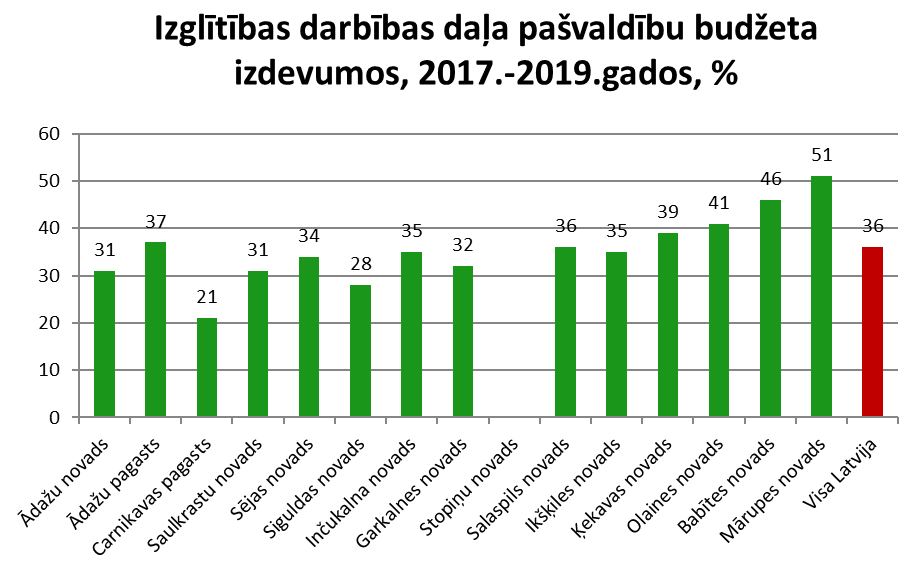 Izglītības darbības daļa pašvaldību budžeta
izdevumos, 2017.-2019.gados, %
60
50
40
30
20
10
0
31
37
21
31
34
28
35
32
36
35
39
41
46
51
36
Ādažu novads
Ādažu pagasts
Carnikavas pagasts
Saulkrastu novads
Sējas novads
Siguldas novads
Inčukalna novads
Garkalnes novads
Stopiņu novads
Salaspils novads
Ikšķiles novads
Ķekavas novads
Olaines novads
Babītes novads
Mārupes novads
Visa Latvija